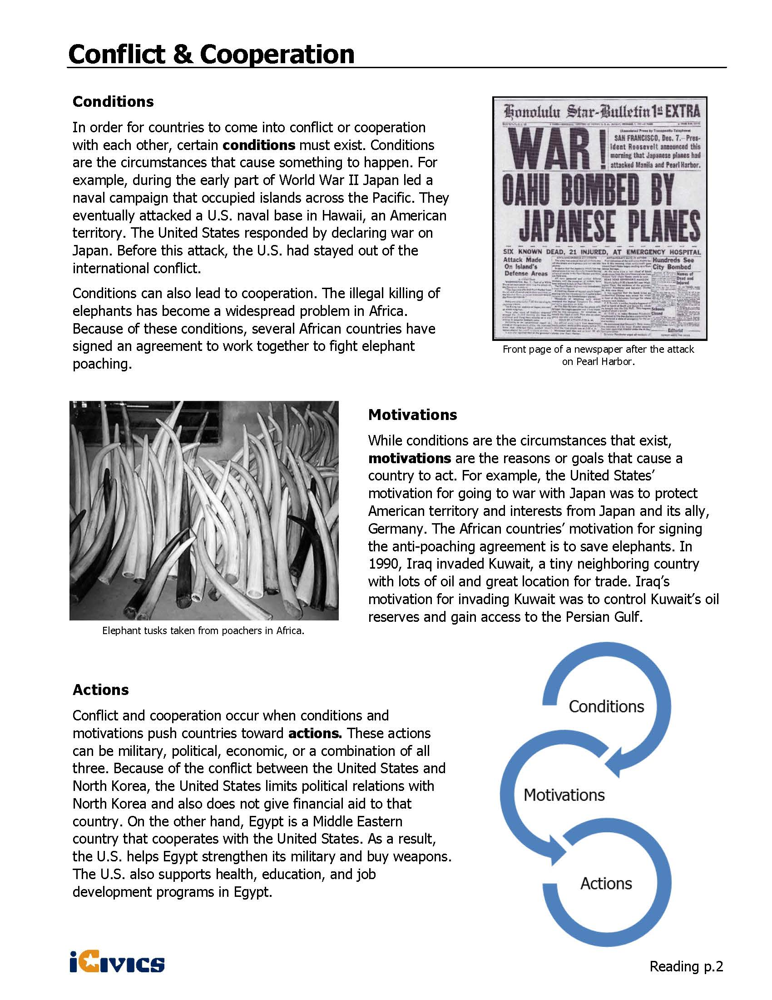 Conflict & Cooperation
Conditions
In order for countries to come into conflict or cooperation
with each other, certain conditions must exist. Conditions
are the circumstances that cause something to happen. For
example, during the early part of World War II Japan led a
naval campaign that occupied islands across the Pacific. They
eventually attacked a U.S. naval base in Hawaii, an American
territory. The United States responded by declaring war on
Japan. Before this attack, the U.S. had stayed out of the
international conflict.
Conditions can also lead to cooperation. The illegal killing of
elephants has become a widespread problem in Africa.
Because of these conditions, several African countries have
signed an agreement to work together to fight elephant
poaching.
Honolulu Star-Bulletin 1st EXTRA
WAR!
(Associated Press by Transpacific Telephone)
SAN FRANCISCO, Dec. 7.—Pres-
ident Roosevelt announced this
morning that Japanese planes had
attacked Manila and Pearl Harbor.
OAHU BOMBED BY
JAPANESE PLANES
SIX KNOWN DEAD, 21 INJURED, AT EMERGENCY HOSPITAL
Attack Made
On Island's
Defense Areas
Hundreds See
City Bombed
Names of
Dead and
Injured
Schools
Closed
Editorial
Front page of a newspaper after the attack
on Pearl Harbor.
Elephant tusks taken from poachers in Africa.
Motivations
While conditions are the circumstances that exist,
motivations are the reasons or goals that cause a
country to act. For example, the United States’
motivation for going to war with Japan was to protect
American territory and interests from Japan and its ally,
Germany. The African countries’ motivation for signing
the anti-poaching agreement is to save elephants. In
1990, Iraq invaded Kuwait, a tiny neighboring country
with lots of oil and great location for trade. Iraq’s
motivation for invading Kuwait was to control Kuwait’s oil
reserves and gain access to the Persian Gulf.
Actions
Conflict and cooperation occur when conditions and
motivations push countries toward actions. These actions
can be military, political, economic, or a combination of all
three. Because of the conflict between the United States and
North Korea, the United States limits political relations with
North Korea and also does not give financial aid to that
country. On the other hand, Egypt is a Middle Eastern
country that cooperates with the United States. As a result,
the U.S. helps Egypt strengthen its military and buy weapons.
The U.S. also supports health, education, and job
development programs in Egypt.
Conditions
Motivations
Actions
iCivics
Reading p.2